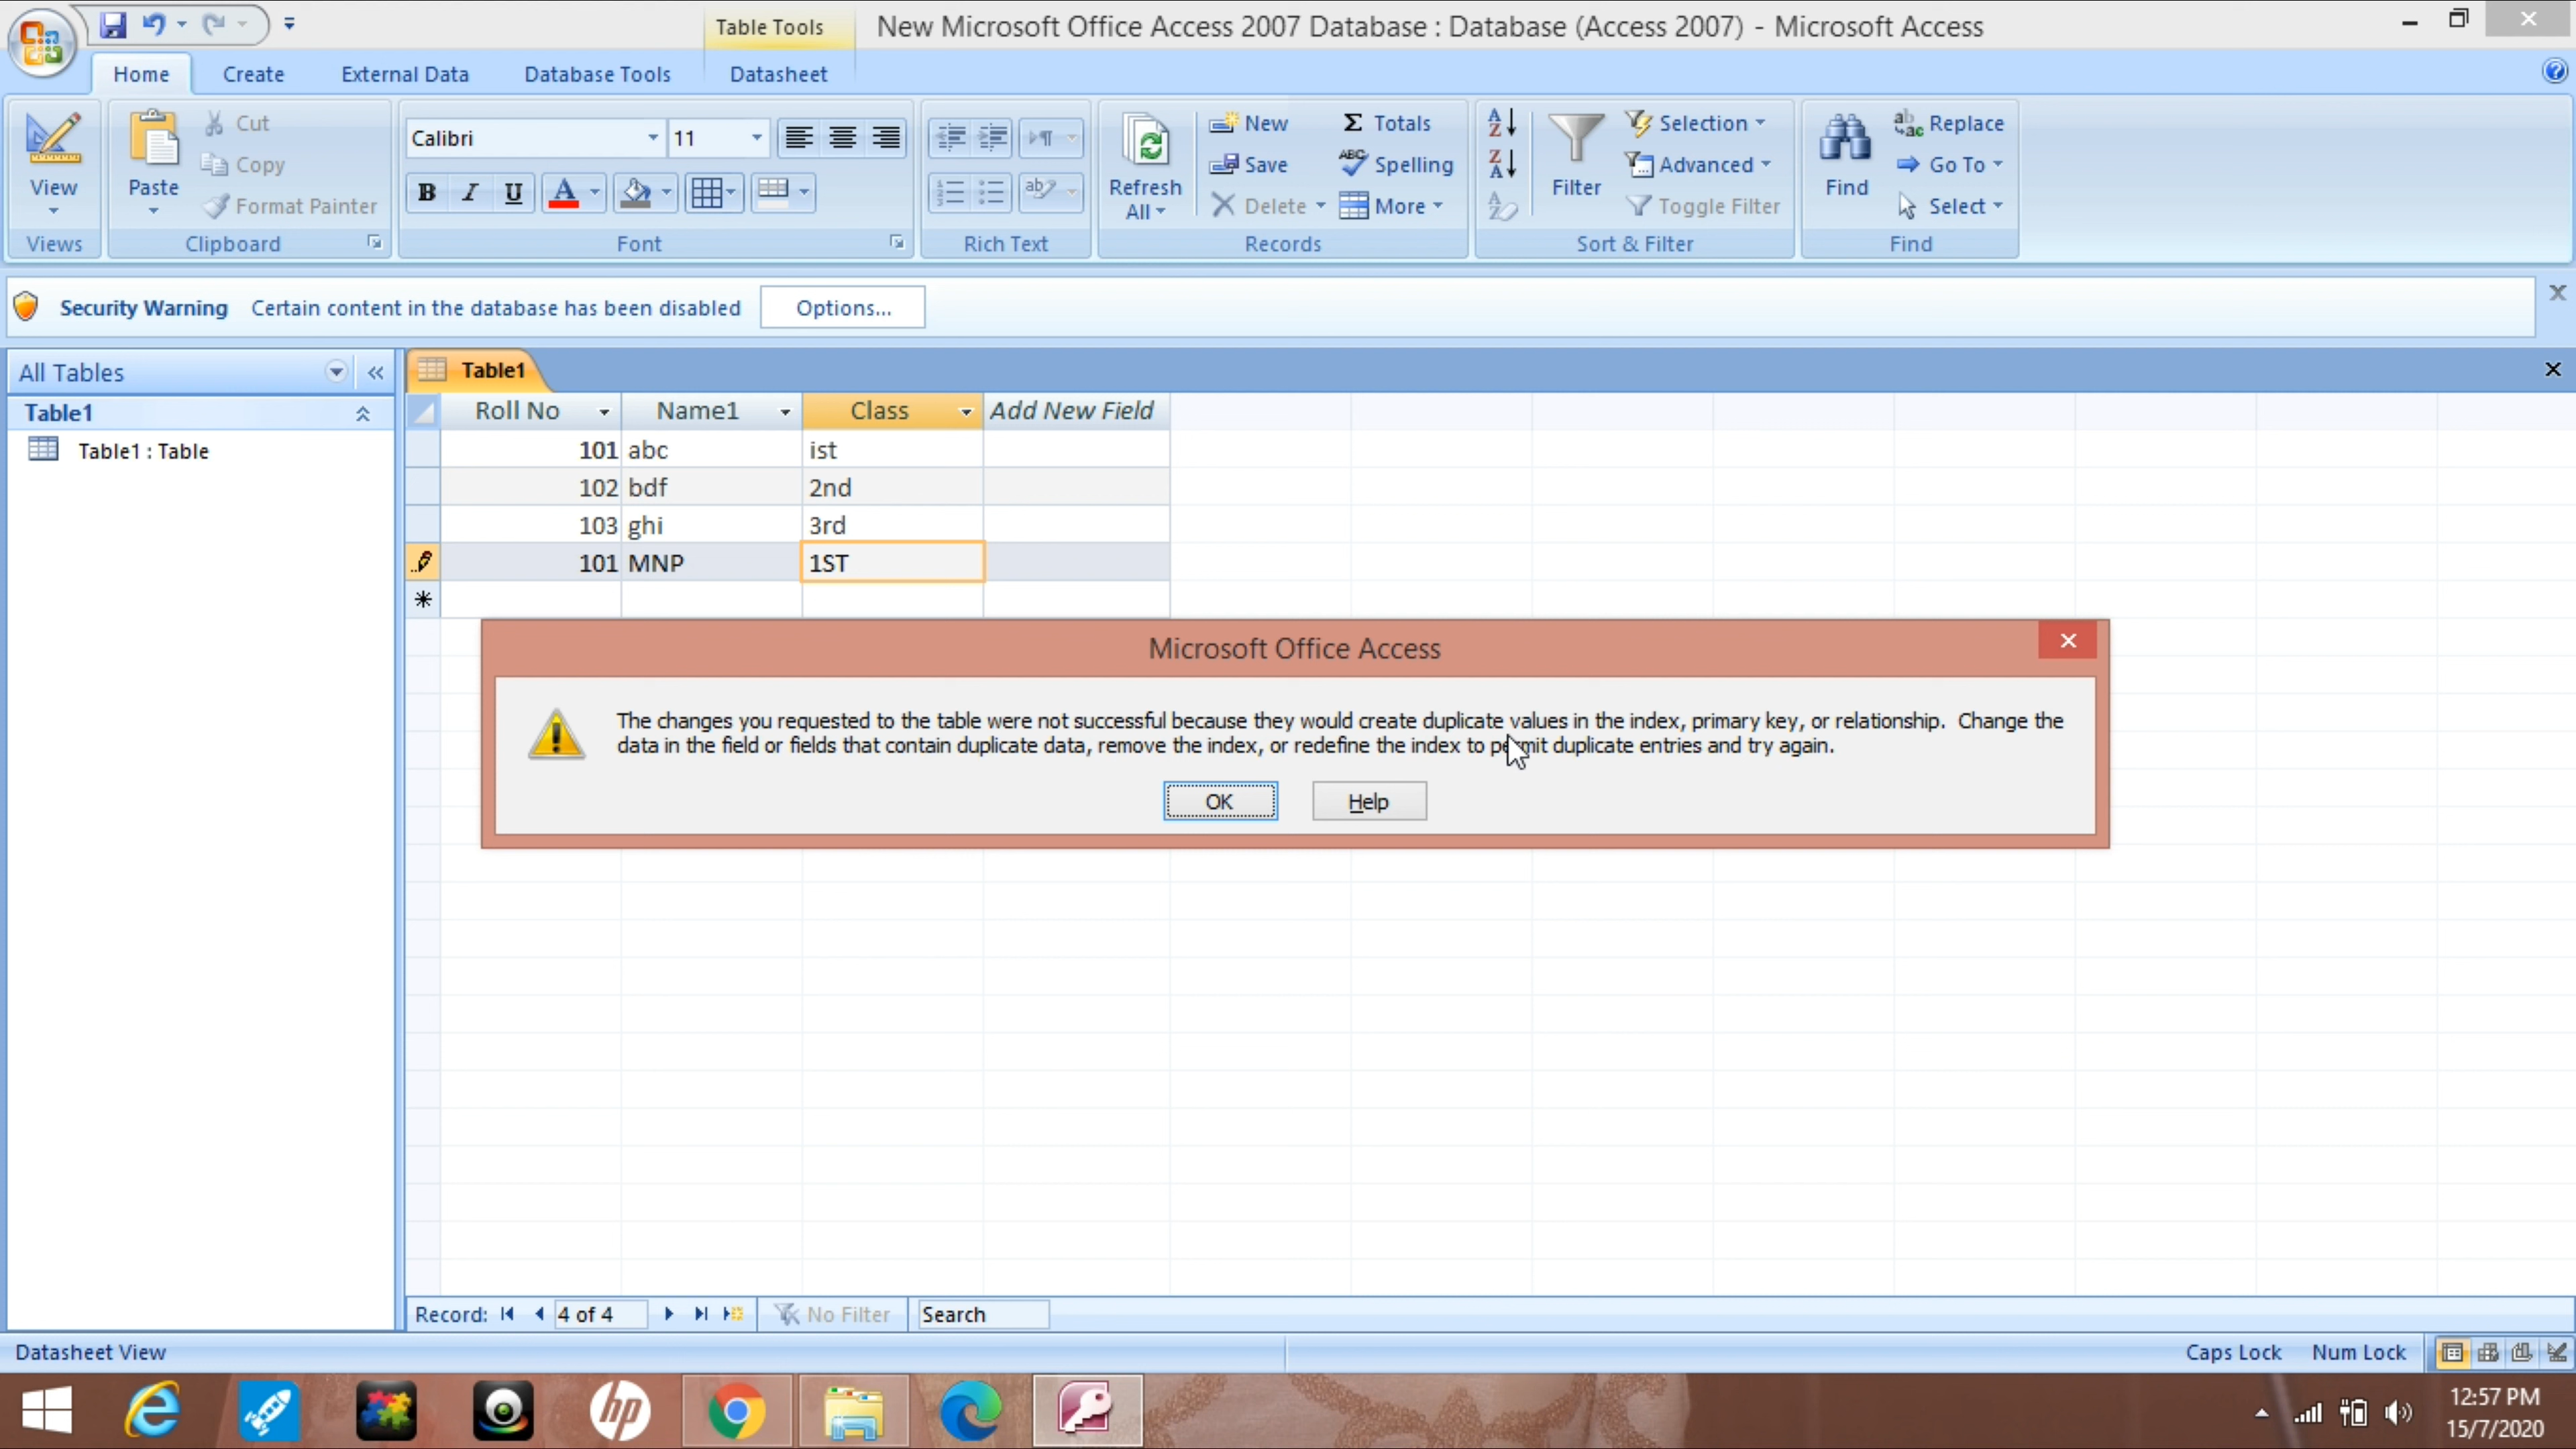 Table Tools
New Microsoft Office Access 2007 Database : Database (Access 2007) - Microsoft Access
Home
Create
External Data
Database Tools
Datasheet
View
Views
Paste
Cut
Copy
Format Painter
Clipboard
Calibri
11
B I U A
ab
Font
Rich Text
Refresh All
New
Save
Delete
Σ Totals
ABC Spelling
More
Records
A Z
Z A
A Z
Filter
Selection
Advanced
Toggle Filter
Sort & Filter
Find
ab ac Replace
Go To
Select
Find
Security Warning Certain content in the database has been disabled Options...
All Tables
Table1
Table1 : Table
Table1
Roll No Name1 Class Add New Field
101 abc ist
102 bdf 2nd
103 ghi 3rd
101 MNP 1ST
Microsoft Office Access
The changes you requested to the table were not successful because they would create duplicate values in the index, primary key, or relationship. Change the
data in the field or fields that contain duplicate data, remove the index, or redefine the index to permit duplicate entries and try again.
OK Help
Record: 4 of 4 No Filter Search
Datasheet View
Caps Lock Num Lock
hp
12:57 PM
15/7/2020